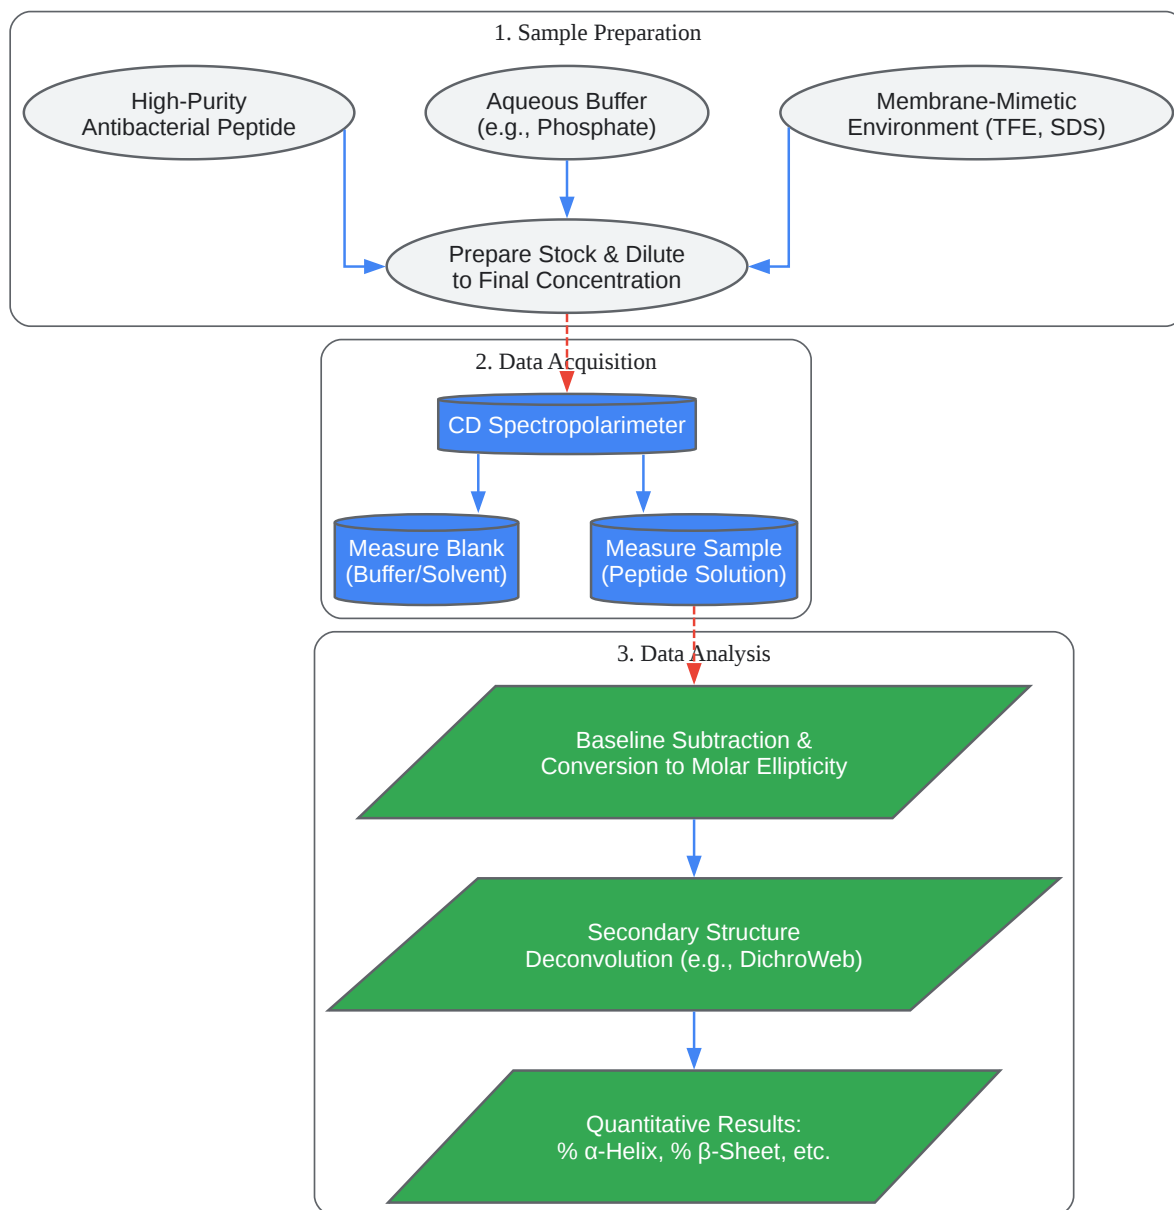 1. Sample Preparation
High-Purity
Antibacterial Peptide
Aqueous Buffer
(e.g., Phosphate)
Membrane-Mimetic
Environment (TFE, SDS)
Prepare Stock & Dilute
to Final Concentration
2. Data Acquisition
CD Spectropolarimeter
Measure Blank
(Buffer/Solvent)
Measure Sample
(Peptide Solution)
3. Data Analysis
Baseline Subtraction &
Conversion to Molar Ellipticity
Secondary Structure
Deconvolution (e.g., DichroWeb)
Quantitative Results:
% α-Helix, % β-Sheet, etc.